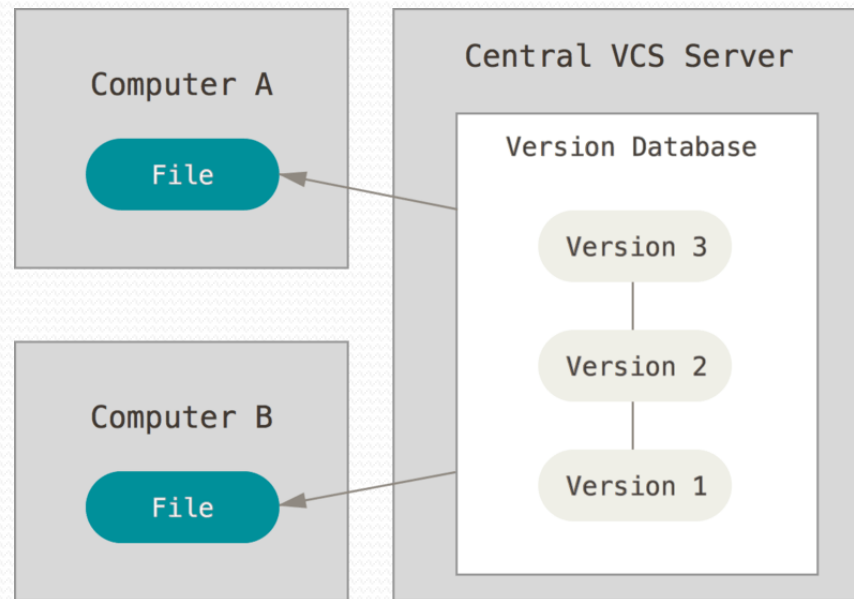 Computer A
File
Computer B
File
Central VCS Server
Version Database
Version 3
Version 2
Version 1